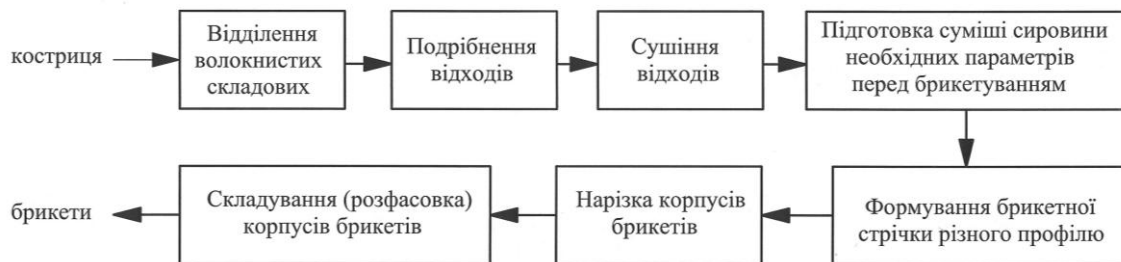 костриця
Відділення
волокнистих
складових
Подрібнення
відходів
Сушіння
відходів
Підготовка суміші сировини
необхідних параметрів
перед брикетуванням
Формування брикетної
стрічки різного профілю
Нарізка корпусів
брикетів
Складування (розфасовка)
корпусів брикетів
брикети